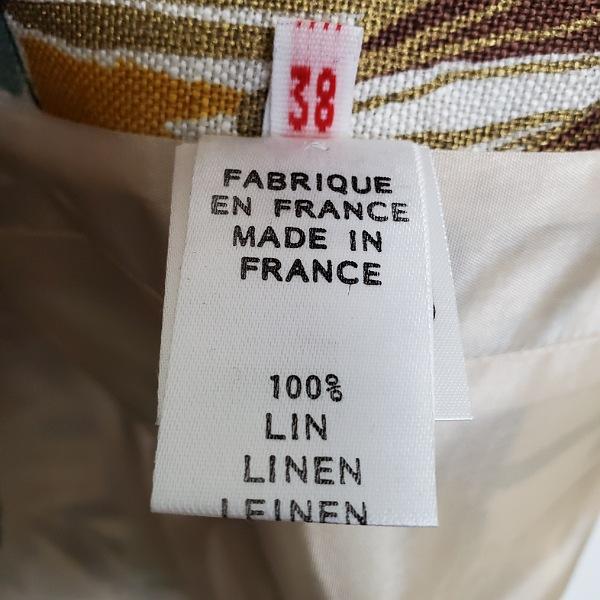 38
FABRIQUE
EN FRANCE
MADE IN
FRANCE
100%
LIN
LINEN
LEINEN